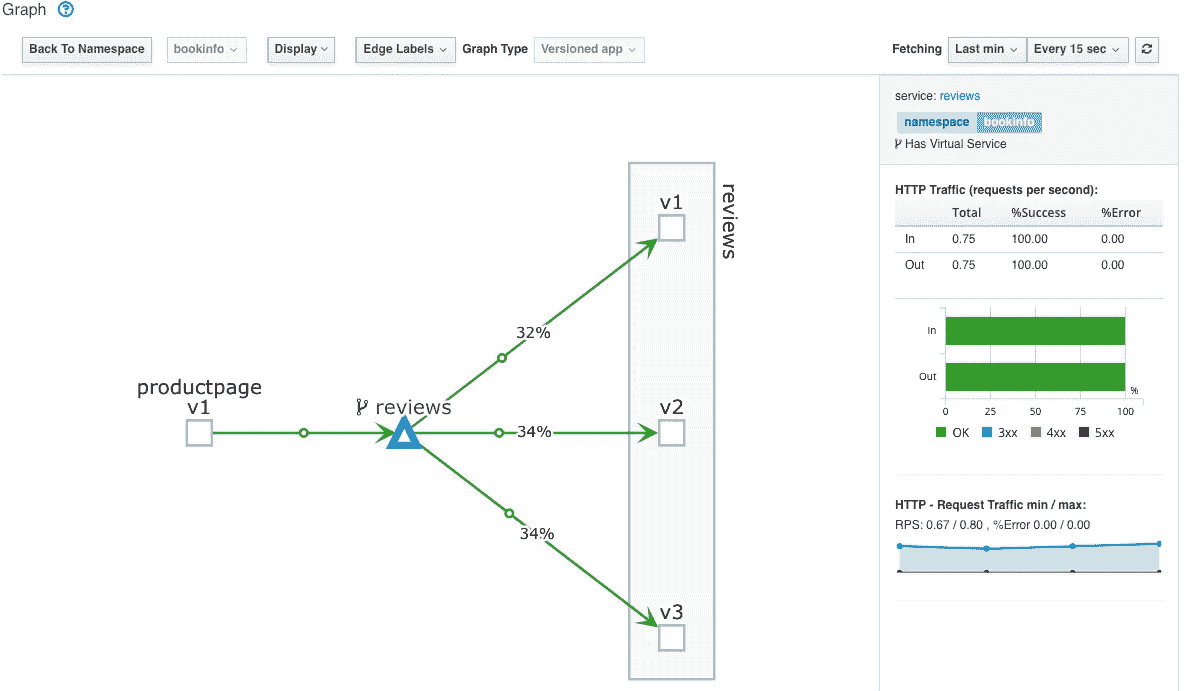 Graph ?
Back To Namespace bookinfo Display Edge Labels Graph Type Versioned app Fetching Last min Every 15 sec
productpage
v1
reviews
32%
34%
34%
v1
v2
v3
reviews
service: reviews
namespace bookinfo
Has Virtual Service
HTTP Traffic (requests per second):
Total %Success %Error
In 0.75 100.00 0.00
Out 0.75 100.00 0.00
In
Out
%
0 25 50 75 100
OK 3xx 4xx 5xx
HTTP - Request Traffic min / max:
RPS: 0.67 / 0.80 , %Error 0.00 / 0.00